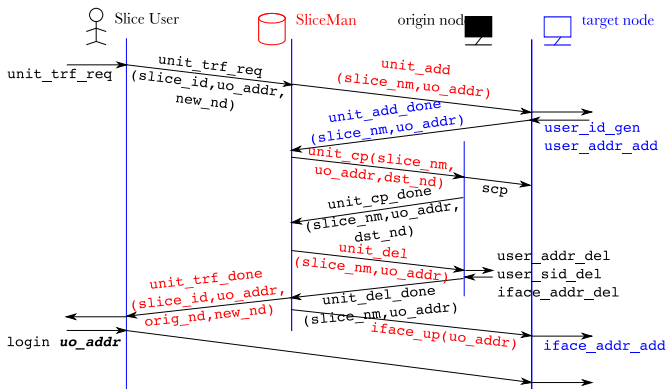 Slice User
SliceMan
origin node
target node
unit_trf_req
unit_trf_req
(slice_id,uo_addr,
new_nd)
unit_add
(slice_nm,uo_addr)
unit_add_done
(slice_nm,uo_addr)
user_id_gen
user_addr_add
unit_cp(slice_nm,
uo_addr,dst_nd)
scp
unit_cp_done
(slice_nm,uo_addr,
dst_nd)
unit_del
(slice_nm,uo_addr)
user_addr_del
user_sid_del
iface_addr_del
unit_trf_done
(slice_id,uo_addr,
orig_nd,new_nd)
unit_del_done
(slice_nm,uo_addr)
iface_up(uo_addr)
iface_addr_add
login uo_addr